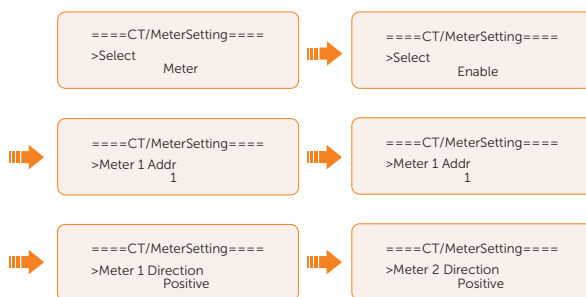 ====CT/MeterSetting====
>Select
Meter
====CT/MeterSetting====
>Select
Enable
====CT/MeterSetting====
>Meter 1 Addr
1
====CT/MeterSetting====
>Meter 1 Addr
1
====CT/MeterSetting====
>Meter 1 Direction
Positive
====CT/MeterSetting====
>Meter 2 Direction
Positive